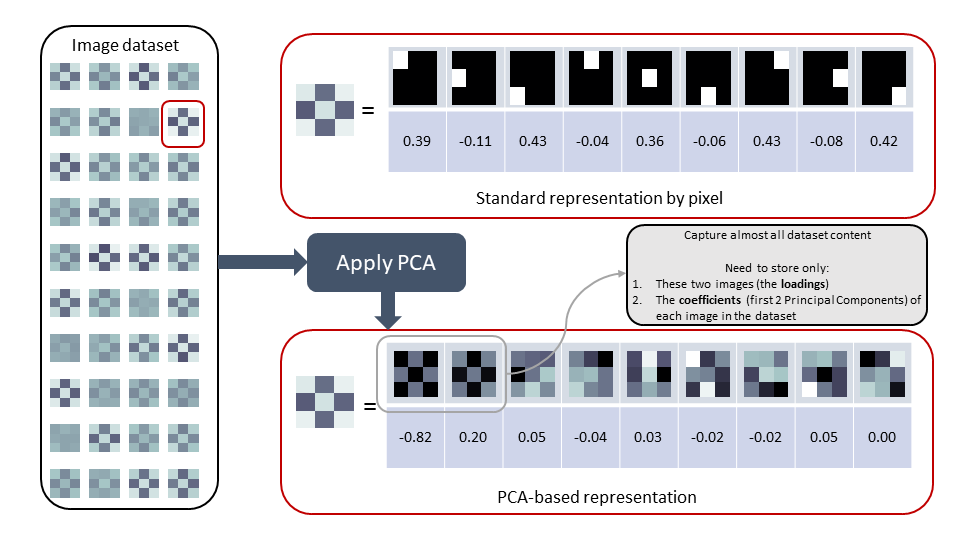 Image dataset
=
0.39 -0.11 0.43 -0.04 0.36 -0.06 0.43 -0.08 0.42
Standard representation by pixel
Apply PCA
Capture almost all dataset content
Need to store only:
1. These two images (the loadings)
2. The coefficients (first 2 Principal Components) of
each image in the dataset
=
-0.82 0.20 0.05 -0.04 0.03 -0.02 -0.02 0.05 0.00
PCA-based representation